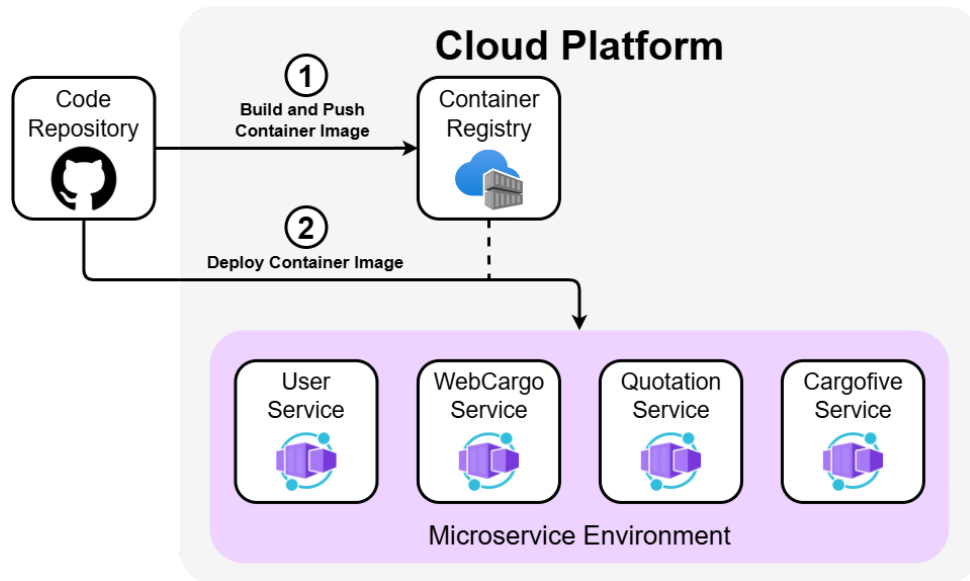 Cloud Platform
Code
Repository
1
Build and Push
Container Image
Container
Registry
2
Deploy Container Image
User
Service
WebCargo
Service
Quotation
Service
Cargofive
Service
Microservice Environment